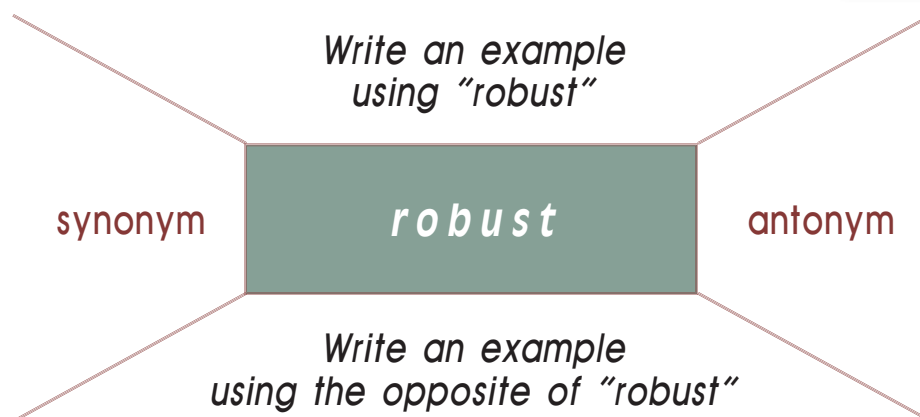 Write an example
using "robust"
synonym
robust
antonym
Write an example
using the opposite of "robust"